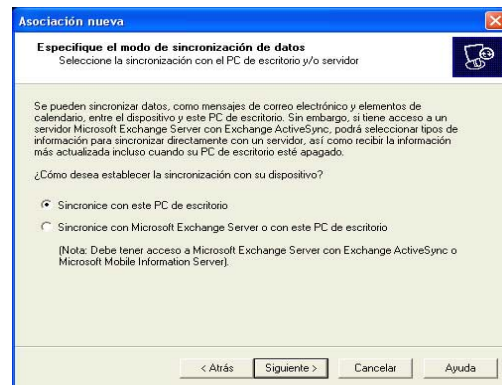 Asociación nueva
Especifique el modo de sincronización de datos
Seleccione la sincronización con el PC de escritorio y/o servidor
Se pueden sincronizar datos, como mensajes de correo electrónico y elementos de
calendario, entre el dispositivo y este PC de escritorio. Sin embargo, si tiene acceso a un
servidor Microsoft Exchange Server con Exchange ActiveSync, podrá seleccionar tipos de
información para sincronizar directamente con un servidor, así como recibir la información
más actualizada incluso cuando su PC de escritorio esté apagado.
¿Cómo desea establecer la sincronización con su dispositivo?
Sincronice con este PC de escritorio
Sincronice con Microsoft Exchange Server o con este PC de escritorio
(Nota: Debe tener acceso a Microsoft Exchange Server con Exchange ActiveSync o
Microsoft Mobile Information Server).
< Atrás Siguiente > Cancelar Ayuda